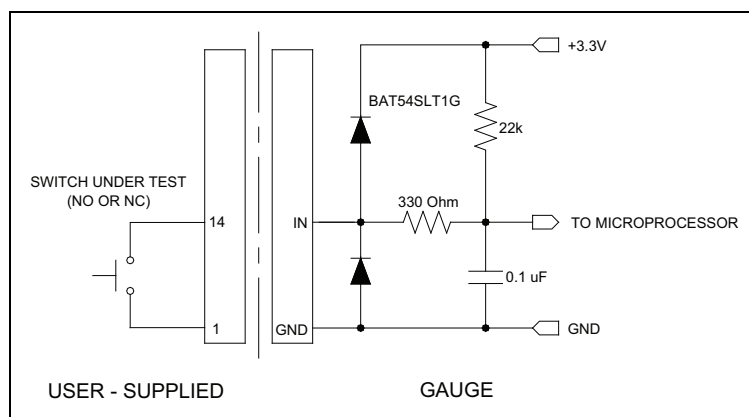 +3.3V
BAT54SLT1G
22k
SWITCH UNDER TEST
(NO OR NC)
330 Ohm
14
IN
TO MICROPROCESSOR
0.1 uF
1
GND
GND
USER - SUPPLIED
GAUGE